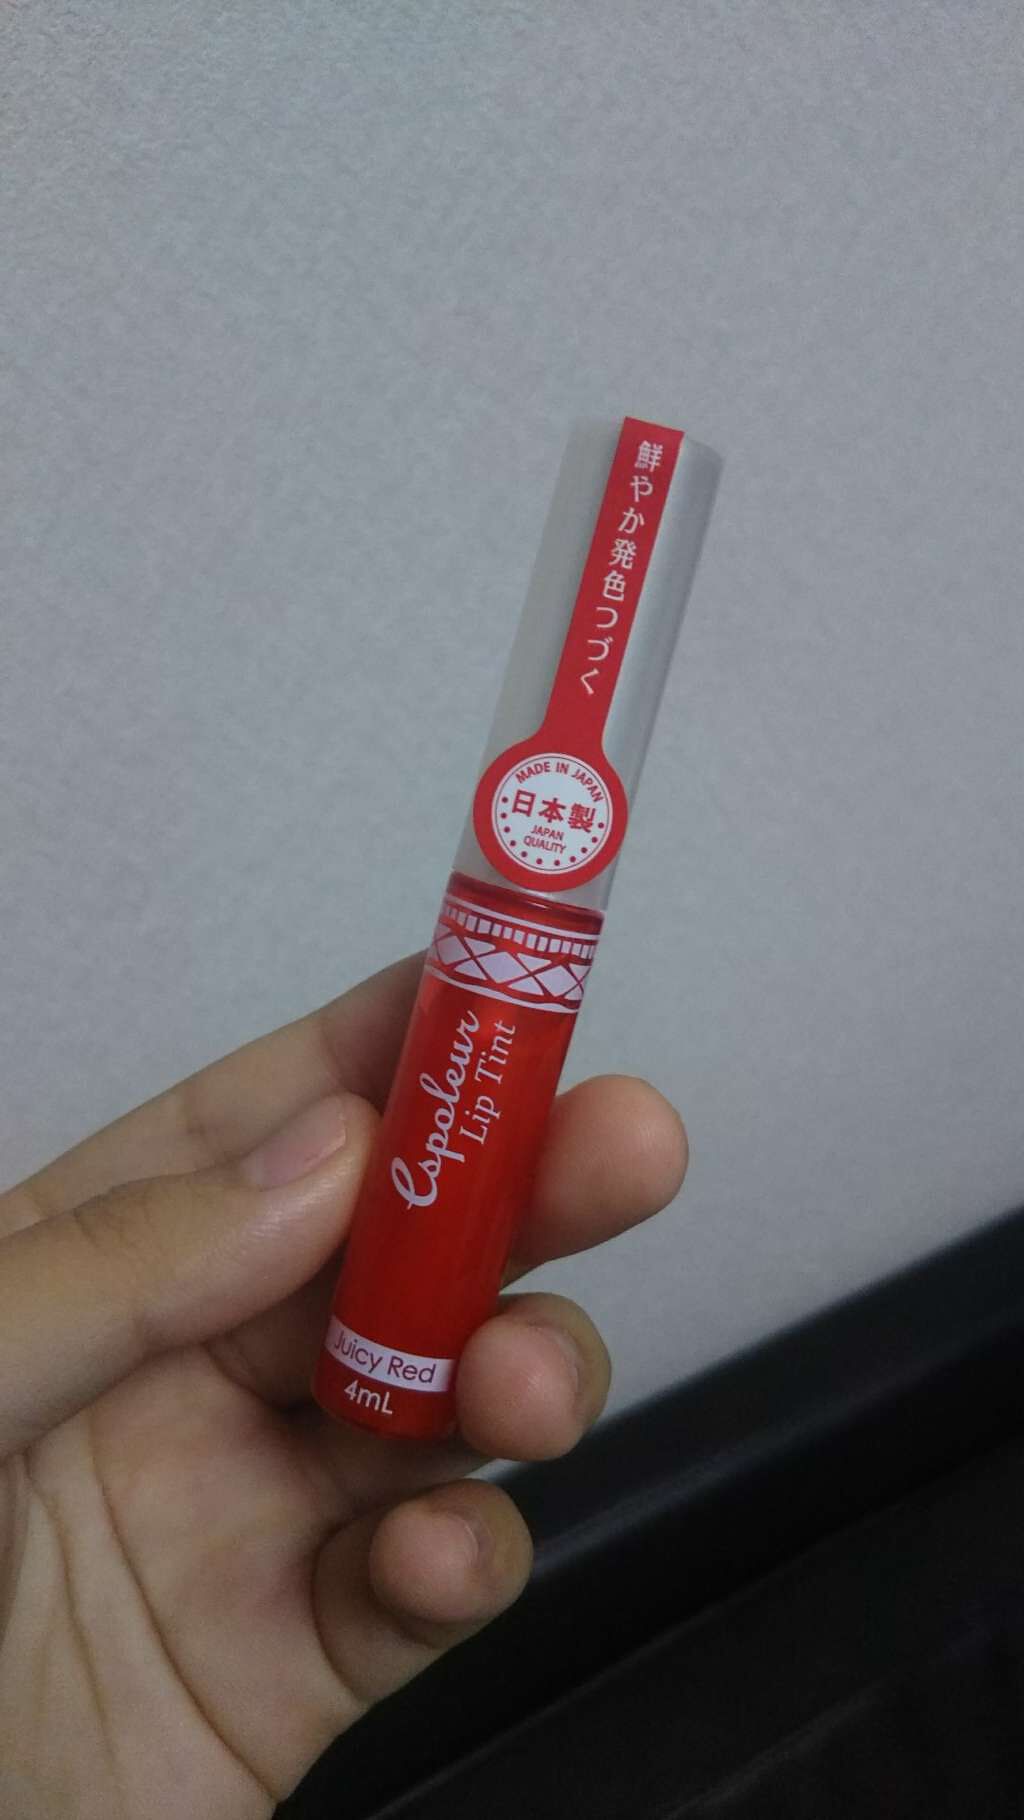 鮮やか発色つづく
MADE IN JAPAN
日本製
JAPAN
QUALITY
Espoleur
Lip Tint
Juicy Red
4mL